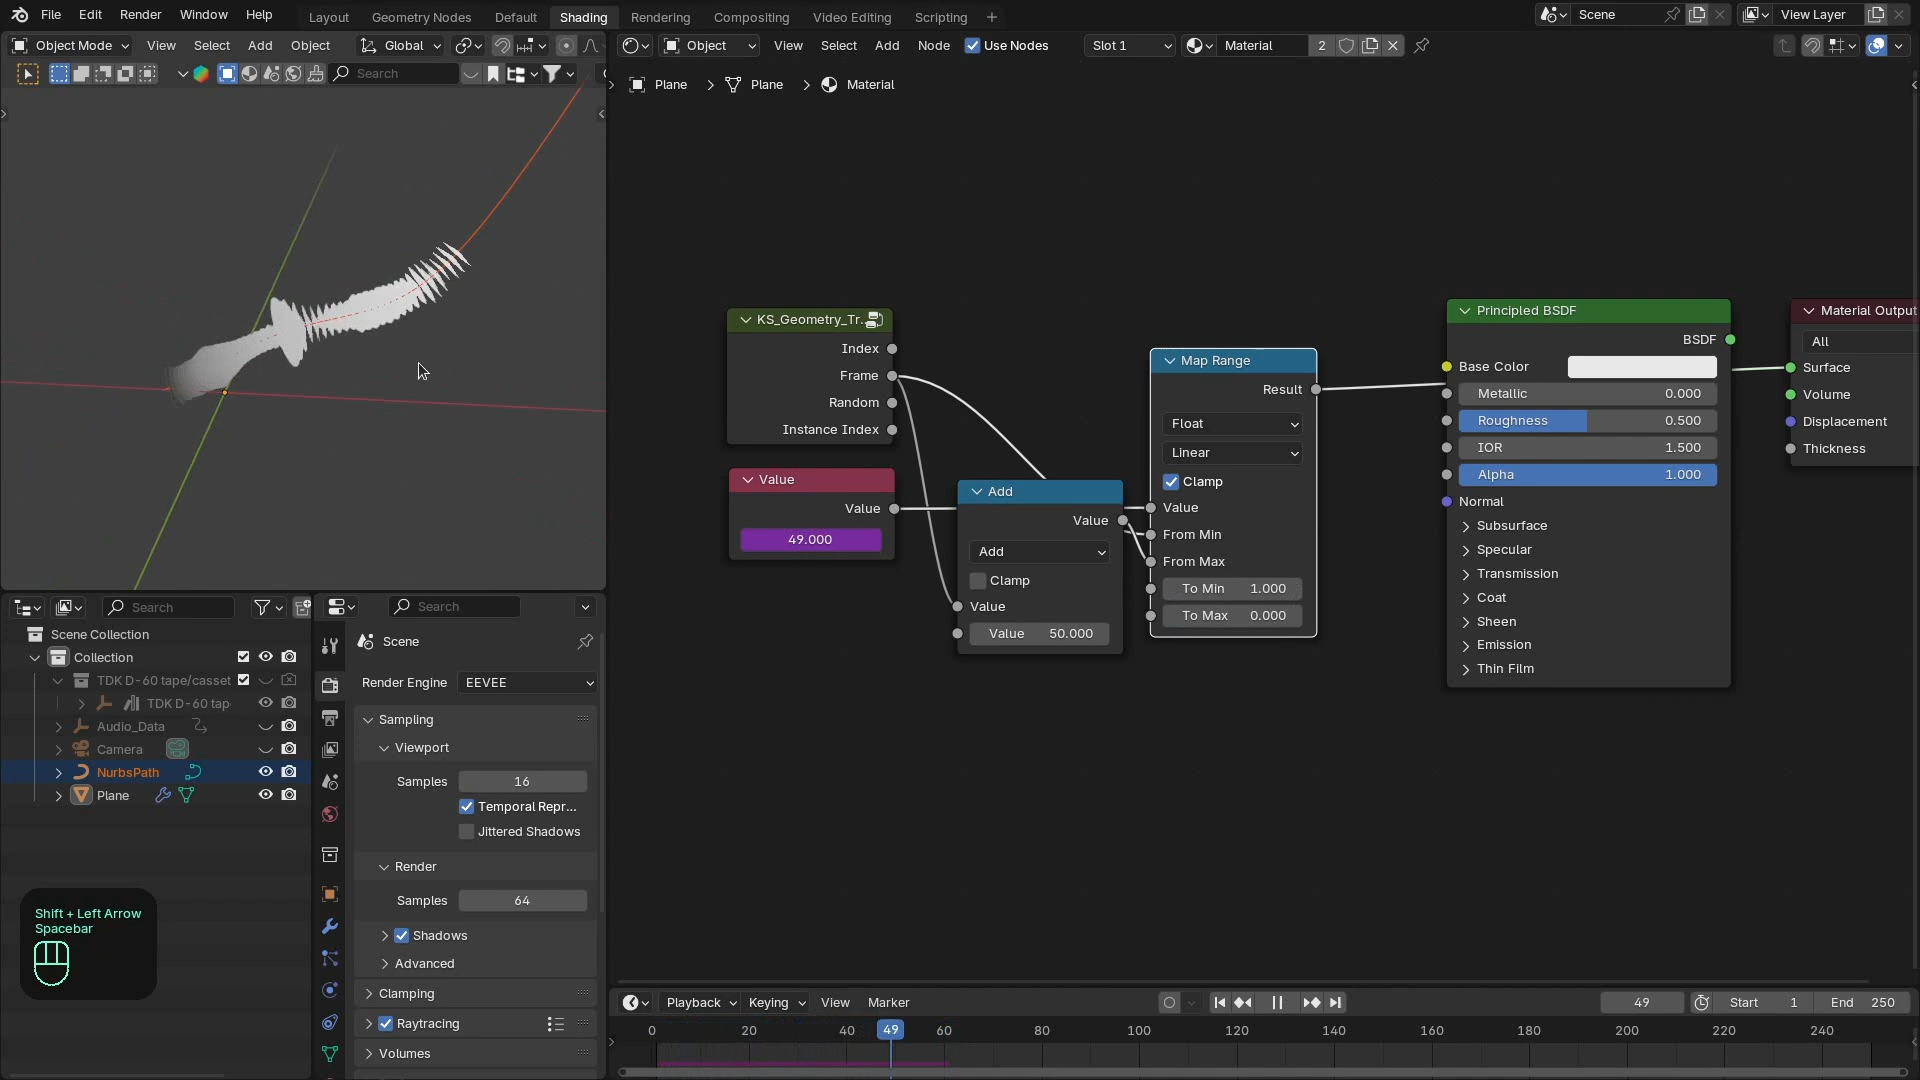 File Edit Render Window Help
Layout Geometry Nodes Default Shading Rendering Compositing Video Editing Scripting +
Scene
View Layer
Object Mode View Select Add Object Global
Object View Select Add Node Use Nodes Slot 1 Material 2
Search
Plane > Plane > Material
KS_Geometry_Tr..
Index
Frame
Random
Instance Index
Value
Value
49.000
Add
Value
Add
Clamp
Value
Value 50.000
Map Range
Result
Float
Linear
Clamp
Value
From Min
From Max
To Min 1.000
To Max 0.000
Principled BSDF
BSDF
Base Color
Metallic 0.000
Roughness 0.500
IOR 1.500
Alpha 1.000
Normal
Subsurface
Specular
Transmission
Coat
Sheen
Emission
Thin Film
Material Output
All
Surface
Volume
Displacement
Thickness
Search
Scene Collection
Collection
TDK D-60 tape/casset
TDK D-60 tap
Audio_Data
Camera
NurbsPath
Plane
Shift + Left Arrow
Spacebar
Search
Scene
Render Engine EEVEE
Sampling
Viewport
Samples 16
Temporal Repr...
Jittered Shadows
Render
Samples 64
Shadows
Advanced
Clamping
Raytracing
Volumes
Playback Keying View Marker
49 Start 1 End 250
0 20 40 49 60 80 100 120 140 160 180 200 220 240